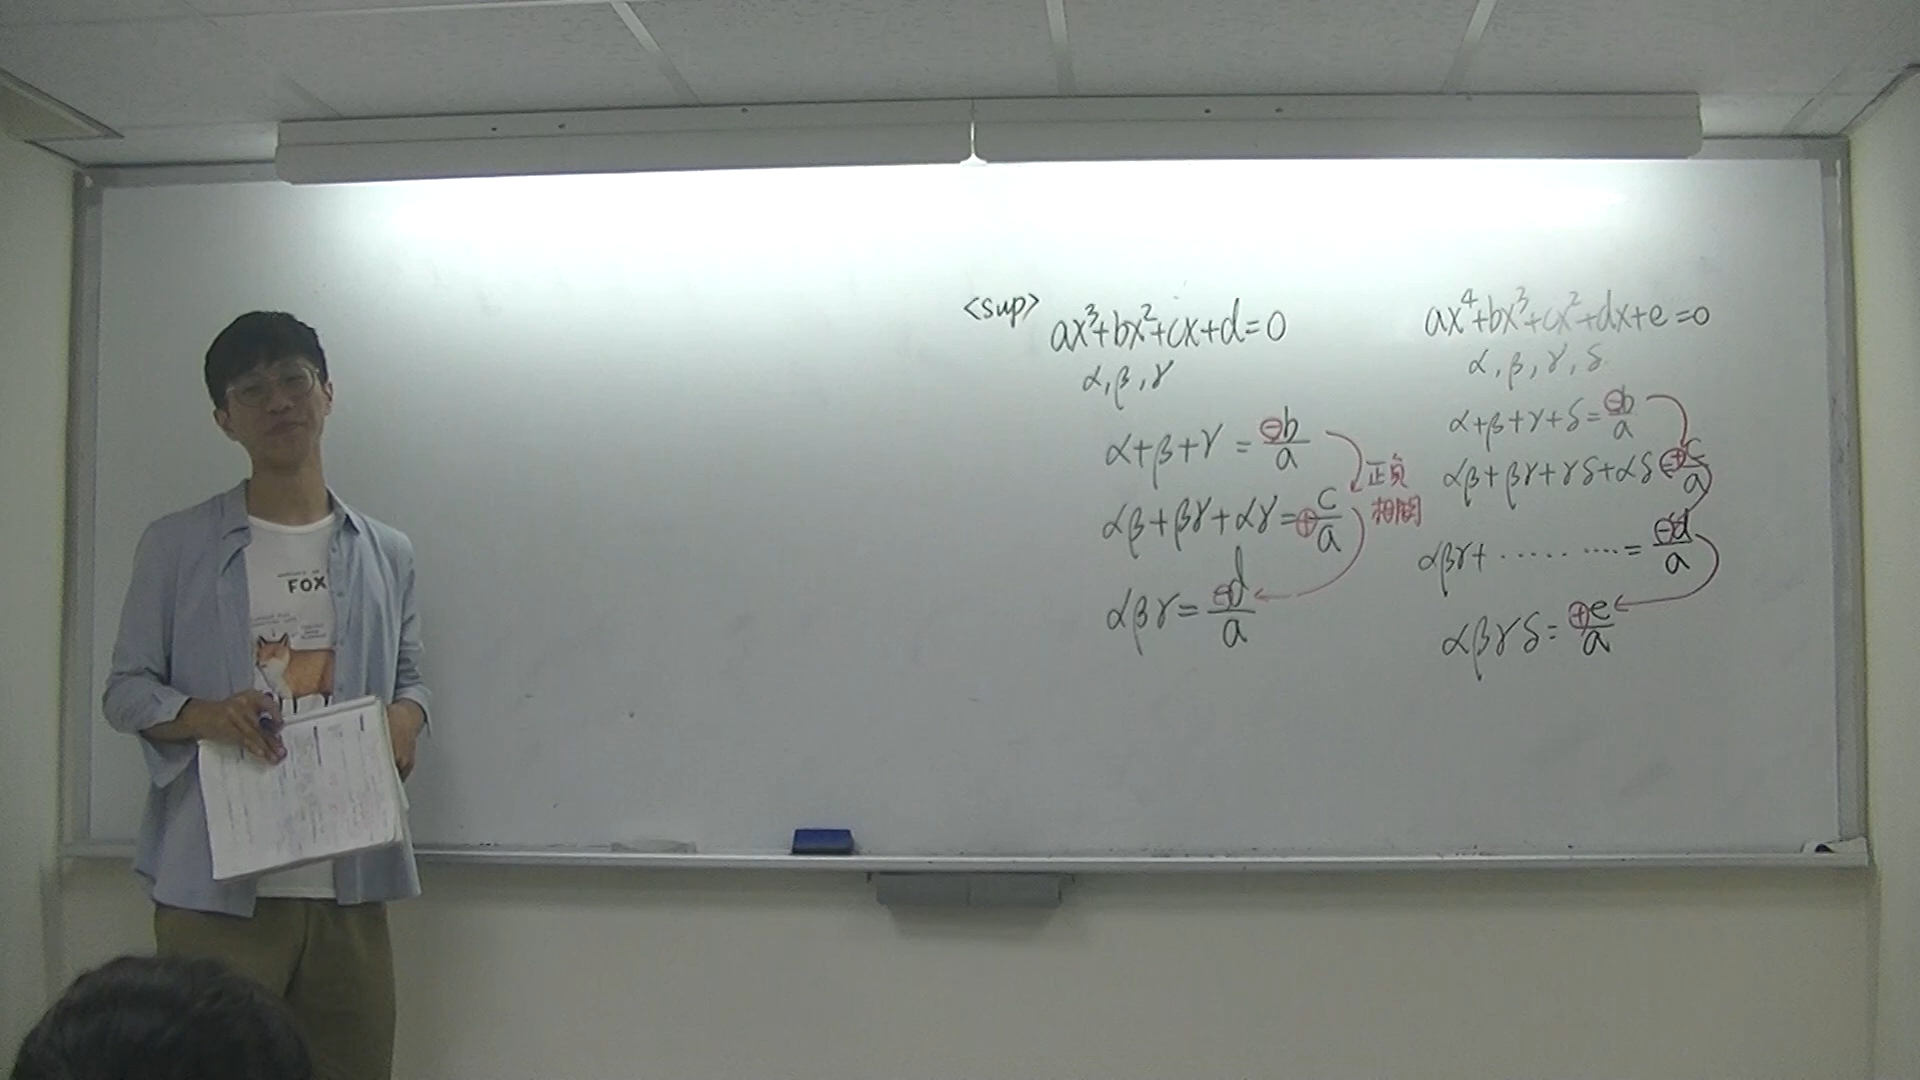 <sup> ax³+bx²+cx+d=0
α,β,γ
α+β+γ = -b/a
αβ+βγ+αγ=+c/a
αβγ=-d/a
正負
相間
ax⁴+bx³+cx²+dx+e=0
α,β,γ,δ
α+β+γ+δ=-b/a
αβ+βγ+γδ+αδ=+c/a
αβγ+·········=-d/a
αβγδ=+e/a
FOX